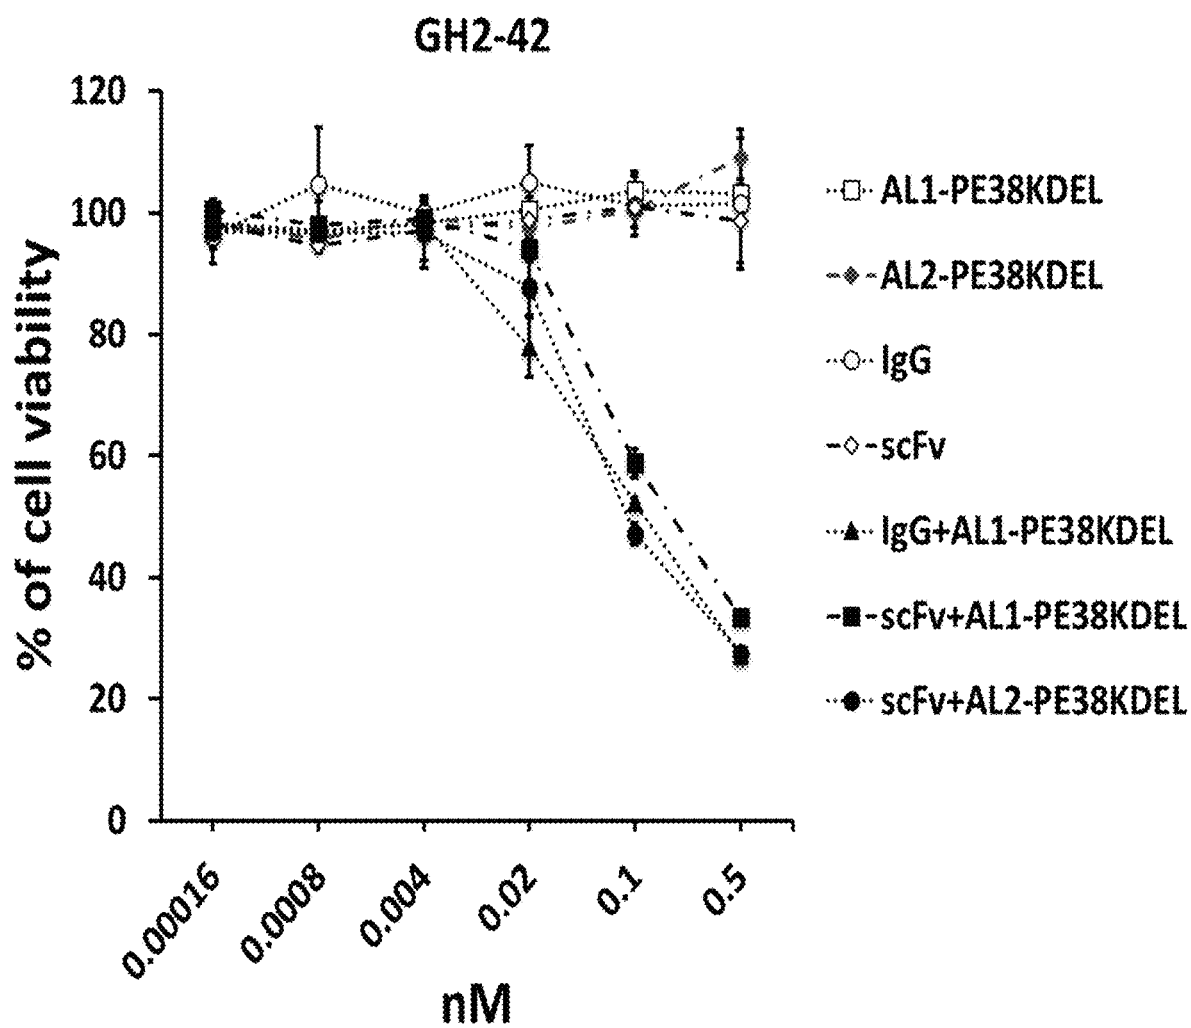 GH2-42
% of cell viability
120
100
80
60
40
20
0
0.00016
0.0008
0.004
0.02
0.1
0.5
nM
AL1-PE38KDEL
AL2-PE38KDEL
IgG
scFv
IgG+AL1-PE38KDEL
scFv+AL1-PE38KDEL
scFv+AL2-PE38KDEL